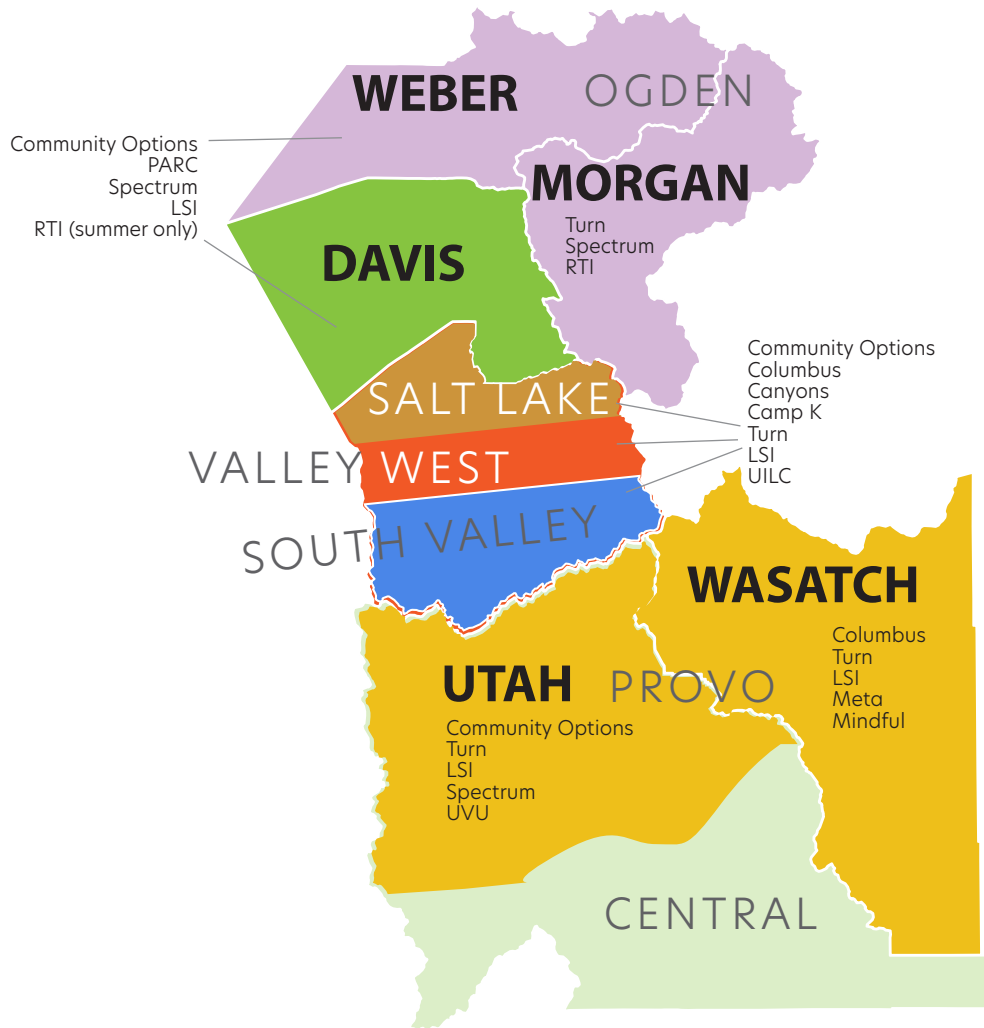 WEBER
OGDEN
Community Options
PARC
Spectrum
LSI
RTI (summer only)
MORGAN
Turn
Spectrum
RTI
DAVIS
SALT LAKE
Community Options
Columbus
Canyons
Camp K
Turn
LSI
UILC
VALLEY WEST
SOUTH VALLEY
WASATCH
Columbus
Turn
LSI
Meta
Mindful
UTAH
PROVO
Community Options
Turn
LSI
Spectrum
UVU
CENTRAL